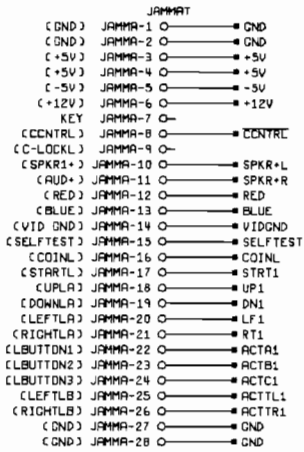 JAMMAT
(GND) JAMMA-1 GND
(GND) JAMMA-2 GND
(+5V) JAMMA-3 +5V
(+5V) JAMMA-4 +5V
(-5V) JAMMA-5 -5V
(+12V) JAMMA-6 +12V
KEY JAMMA-7
(CCNTRL) JAMMA-8 CCNTRL
(C-LOCKL) JAMMA-9
(SPKR1+) JAMMA-10 SPKR+L
(AUD+) JAMMA-11 SPKR+R
(RED) JAMMA-12 RED
(BLUE) JAMMA-13 BLUE
(VID GND) JAMMA-14 VIDGND
(SELFTEST) JAMMA-15 SELFTEST
(COINL) JAMMA-16 COINL
(STARTL) JAMMA-17 STRT1
(UPLA) JAMMA-18 UP1
(DOWNLA) JAMMA-19 DN1
(LEFTLA) JAMMA-20 LF1
(RIGHTLA) JAMMA-21 RT1
(LBUTTON1) JAMMA-22 ACTA1
(LBUTTON2) JAMMA-23 ACTB1
(LBUTTON3) JAMMA-24 ACTC1
(LEFTLB) JAMMA-25 ACTTL1
(RIGHTLB) JAMMA-26 ACTTR1
(GND) JAMMA-27 GND
(GND) JAMMA-28 GND